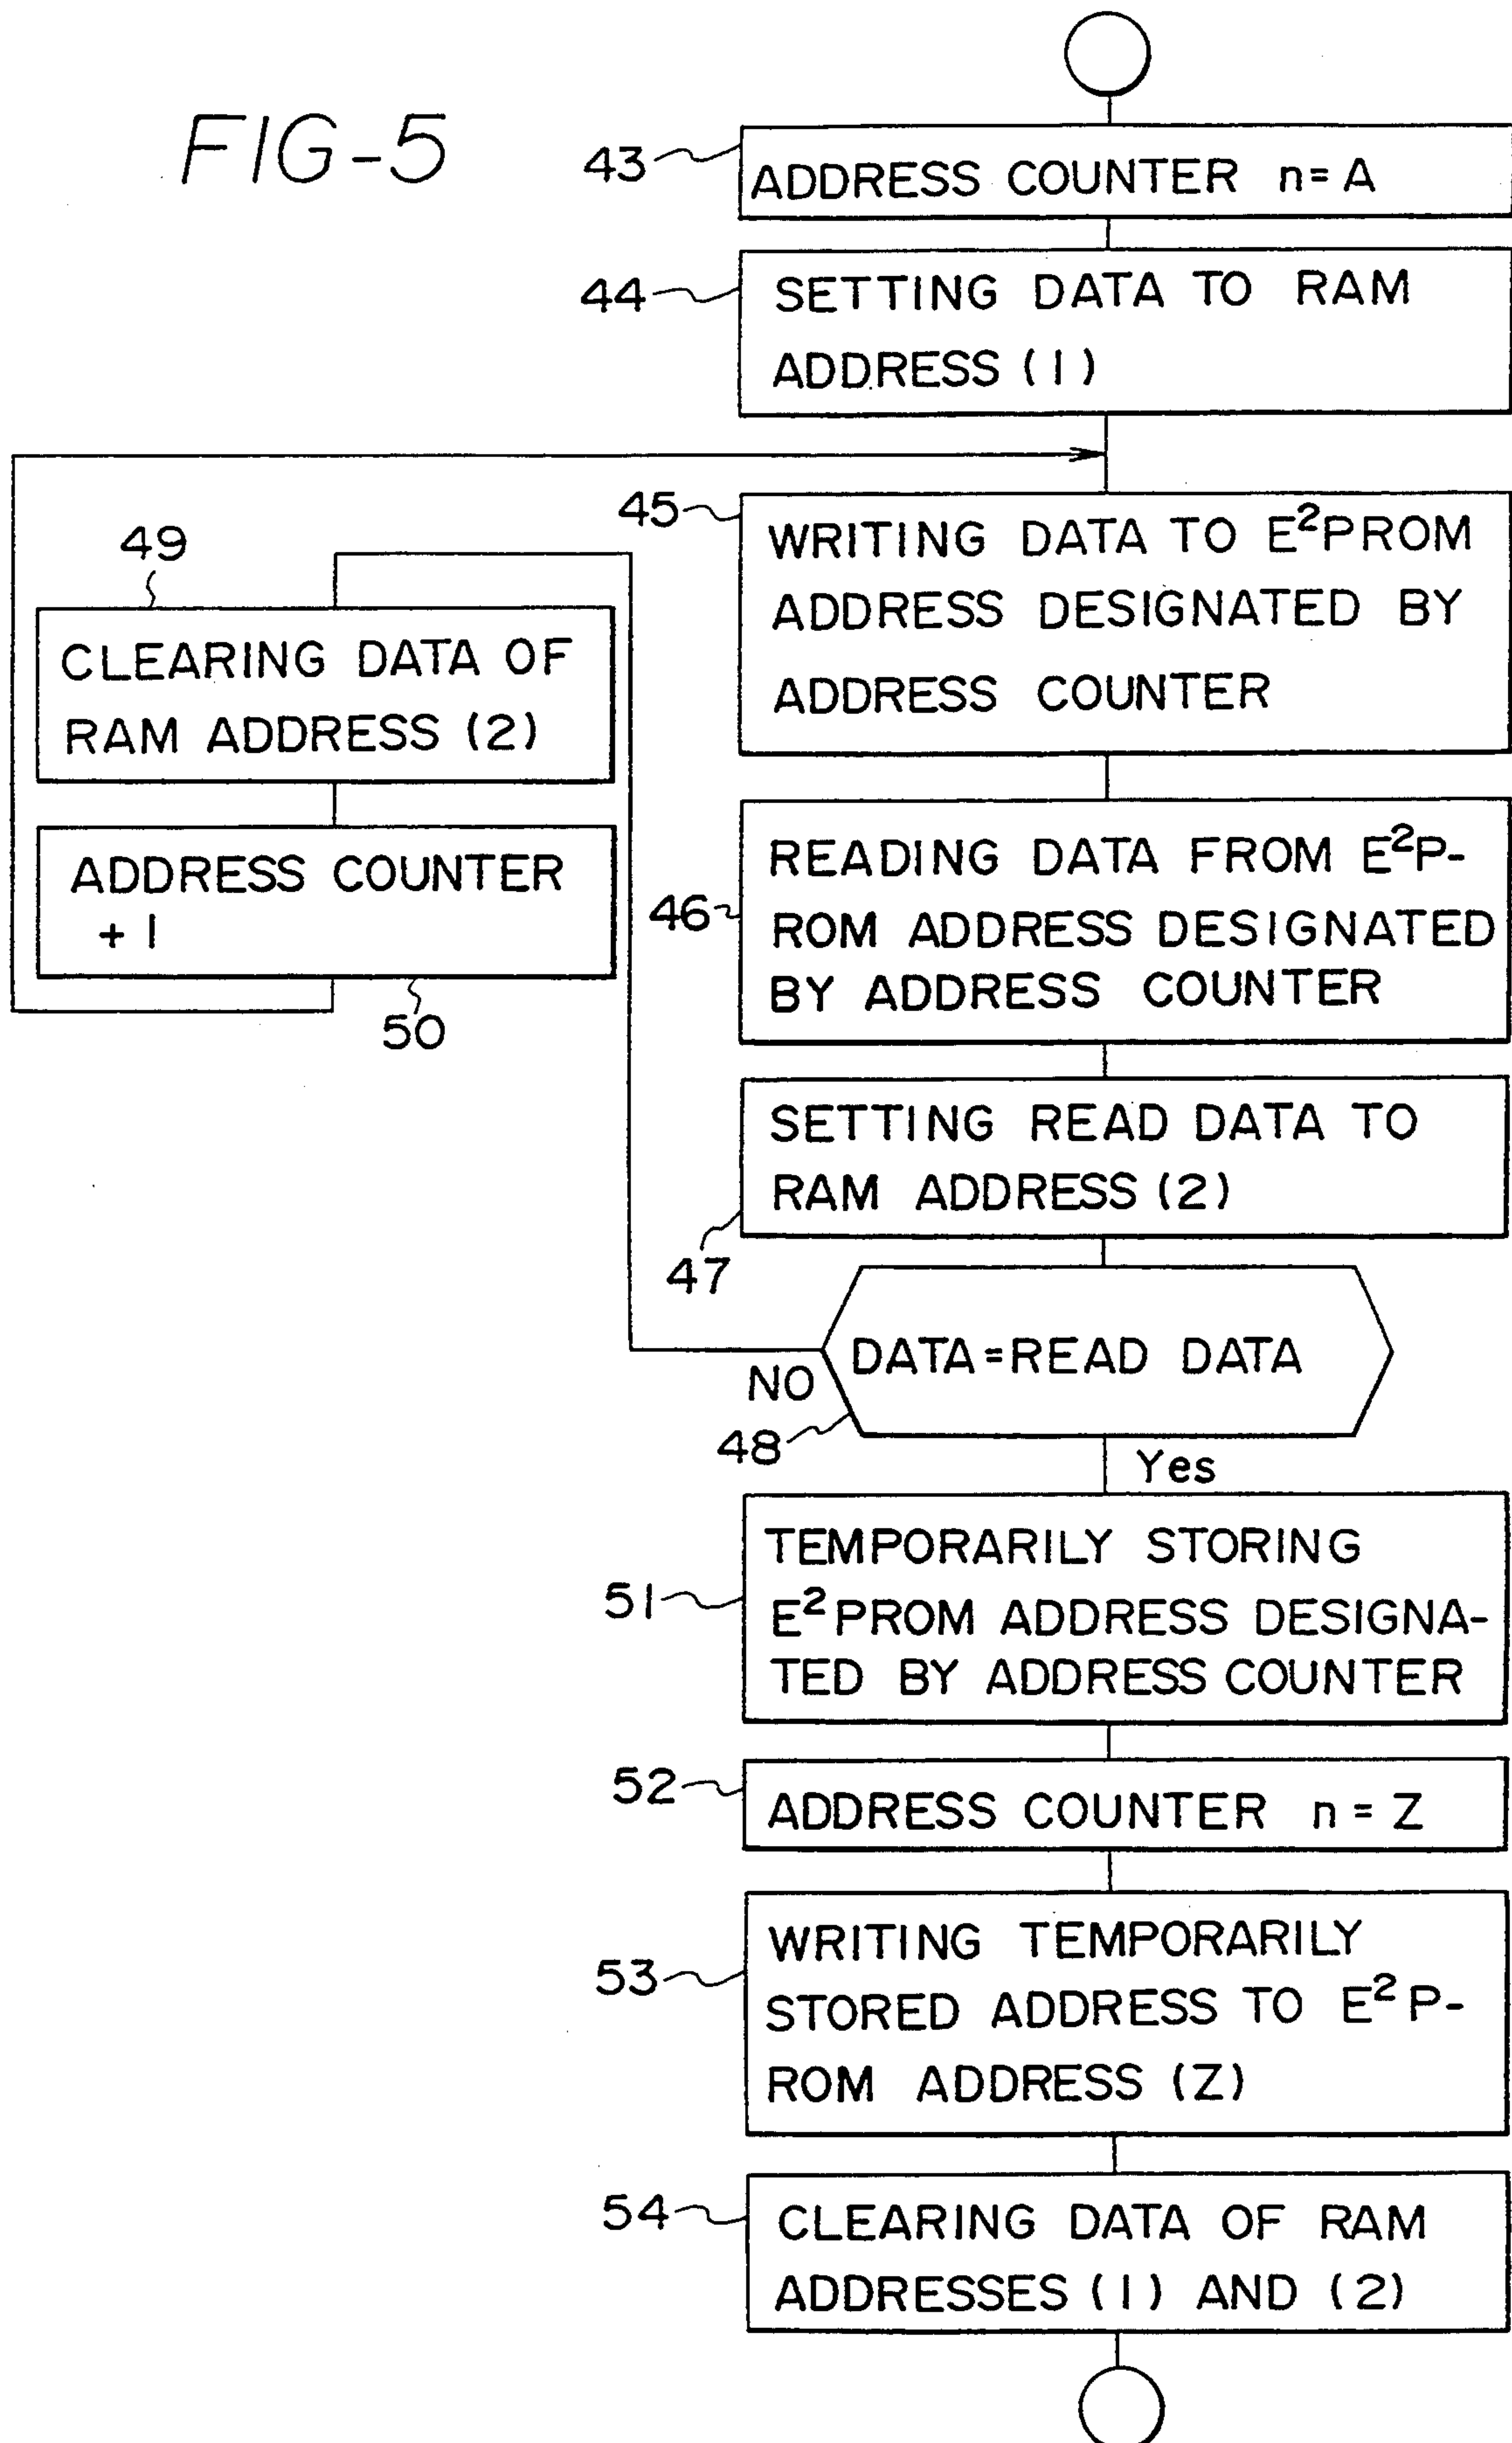 FIG-5
43
ADDRESS COUNTER n=A
44
SETTING DATA TO RAM
ADDRESS (1)
45
WRITING DATA TO E²PROM
ADDRESS DESIGNATED BY
ADDRESS COUNTER
49
CLEARING DATA OF
RAM ADDRESS (2)
ADDRESS COUNTER
+1
50
46
READING DATA FROM E²P-
ROM ADDRESS DESIGNATED
BY ADDRESS COUNTER
47
SETTING READ DATA TO
RAM ADDRESS (2)
DATA=READ DATA
NO
48
Yes
51
TEMPORARILY STORING
E²PROM ADDRESS DESIGNA-
TED BY ADDRESS COUNTER
52
ADDRESS COUNTER n = Z
53
WRITING TEMPORARILY
STORED ADDRESS TO E²P-
ROM ADDRESS (Z)
54
CLEARING DATA OF RAM
ADDRESSES (1) AND (2)